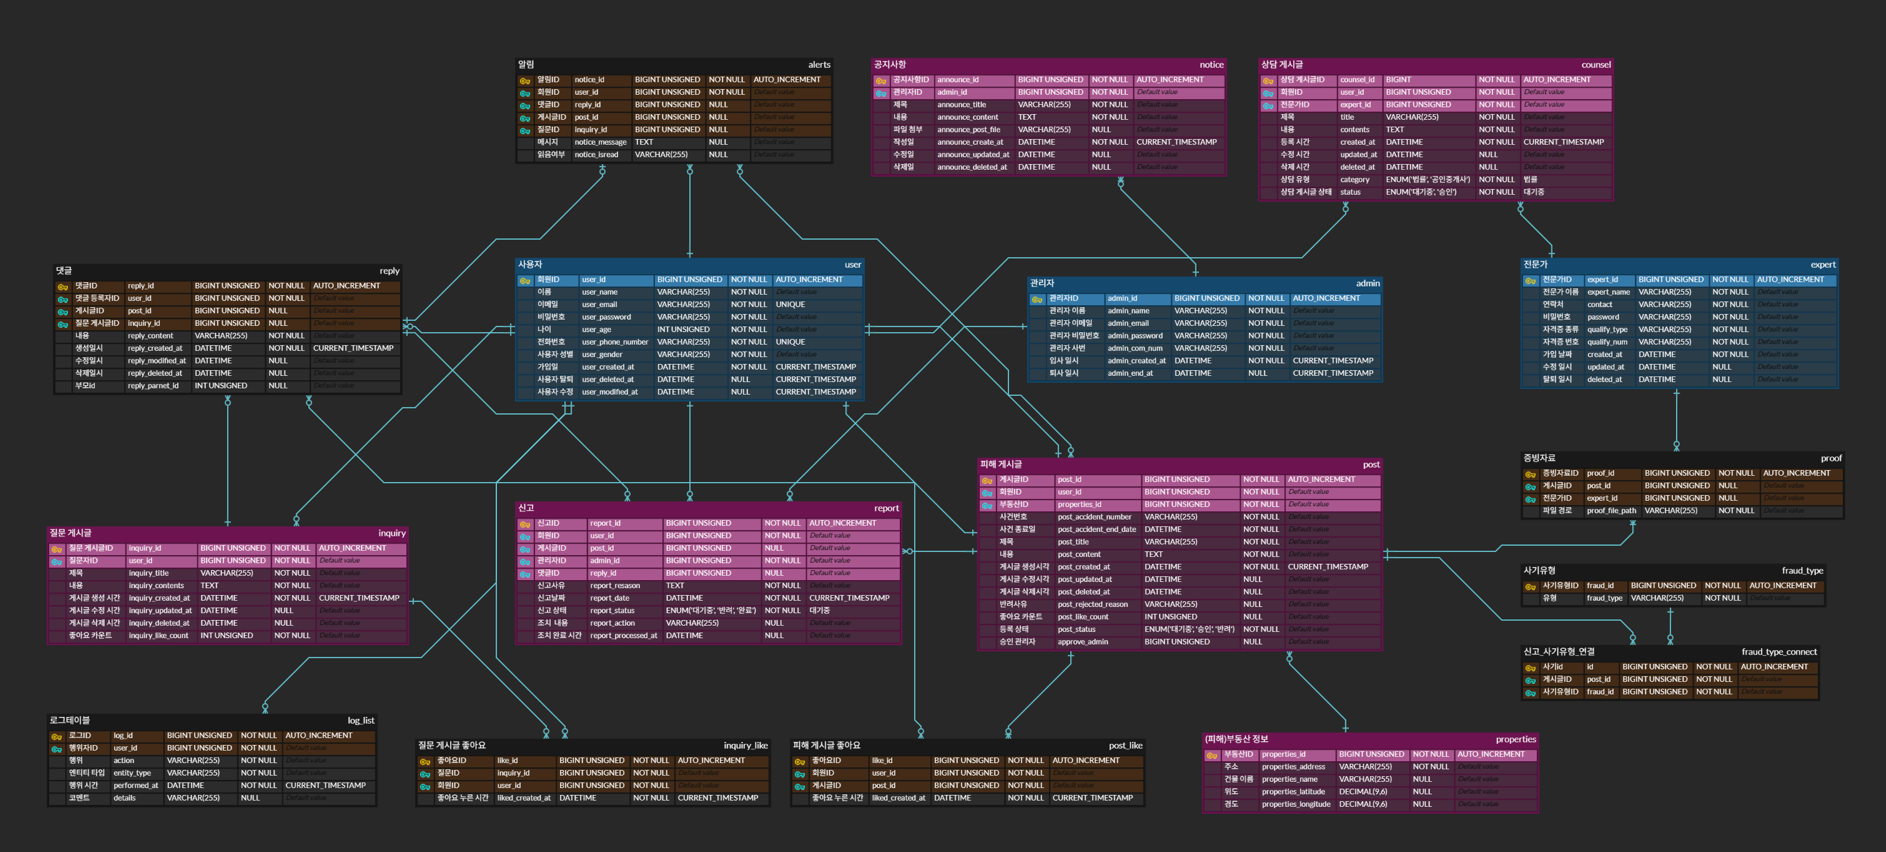 알림 alerts
알림ID notice_id BIGINT UNSIGNED NOT NULL AUTO_INCREMENT
회원ID user_id BIGINT UNSIGNED NOT NULL Default value
댓글ID reply_id BIGINT UNSIGNED NULL Default value
게시글ID post_id BIGINT UNSIGNED NULL Default value
질문ID inquiry_id BIGINT UNSIGNED NULL Default value
메시지 notice_message TEXT NULL Default value
읽음여부 notice_isread VARCHAR(255) NULL Default value
공지사항 notice
공지사항ID announce_id BIGINT UNSIGNED NOT NULL AUTO_INCREMENT
관리자ID admin_id BIGINT UNSIGNED NOT NULL Default value
제목 announce_title VARCHAR(255) NOT NULL Default value
내용 announce_content TEXT NOT NULL Default value
파일 첨부 announce_post_file VARCHAR(255) NULL Default value
작성일 announce_create_at DATETIME NOT NULL CURRENT_TIMESTAMP
수정일 announce_updated_at DATETIME NULL Default value
삭제일 announce_deleted_at DATETIME NULL Default value
상담 게시글 counsel
상담 게시글ID counsel_id BIGINT NOT NULL AUTO_INCREMENT
회원ID user_id BIGINT UNSIGNED NOT NULL Default value
전문가ID expert_id BIGINT UNSIGNED NOT NULL Default value
제목 title VARCHAR(255) NOT NULL Default value
내용 contents TEXT NOT NULL Default value
등록 시간 created_at DATETIME NOT NULL CURRENT_TIMESTAMP
수정 시간 updated_at DATETIME NULL Default value
삭제 시간 deleted_at DATETIME NULL Default value
상담 유형 category ENUM('법률','공인중개사') NOT NULL 법률
상담 게시글 상태 status ENUM('대기중','승인') NOT NULL 대기중
댓글 reply
댓글ID reply_id BIGINT UNSIGNED NOT NULL AUTO_INCREMENT
댓글 등록자ID user_id BIGINT UNSIGNED NOT NULL Default value
게시글ID post_id BIGINT UNSIGNED NULL Default value
질문 게시글ID inquiry_id BIGINT UNSIGNED NULL Default value
내용 reply_content VARCHAR(255) NOT NULL Default value
생성일시 reply_created_at DATETIME NOT NULL CURRENT_TIMESTAMP
수정일시 reply_modified_at DATETIME NULL Default value
삭제일시 reply_deleted_at DATETIME NULL Default value
부모id reply_parnet_id INT UNSIGNED NULL Default value
사용자 user
회원ID user_id BIGINT UNSIGNED NOT NULL AUTO_INCREMENT
이름 user_name VARCHAR(255) NOT NULL Default value
이메일 user_email VARCHAR(255) NOT NULL UNIQUE
비밀번호 user_password VARCHAR(255) NOT NULL Default value
나이 user_age INT UNSIGNED NOT NULL Default value
전화번호 user_phone_number VARCHAR(255) NOT NULL UNIQUE
사용자 성별 user_gender VARCHAR(255) NOT NULL Default value
가입일 user_created_at DATETIME NOT NULL CURRENT_TIMESTAMP
사용자 탈퇴 user_deleted_at DATETIME NULL CURRENT_TIMESTAMP
사용자 수정 user_modified_at DATETIME NULL CURRENT_TIMESTAMP
관리자 admin
관리자ID admin_id BIGINT UNSIGNED NOT NULL AUTO_INCREMENT
관리자 이름 admin_name VARCHAR(255) NOT NULL Default value
관리자 이메일 admin_email VARCHAR(255) NOT NULL Default value
관리자 비밀번호 admin_password VARCHAR(255) NOT NULL Default value
관리자 사번 admin_com_num VARCHAR(255) NOT NULL Default value
입사 일시 admin_created_at DATETIME NOT NULL CURRENT_TIMESTAMP
퇴사 일시 admin_end_at DATETIME NULL CURRENT_TIMESTAMP
전문가 expert
전문가ID expert_id BIGINT UNSIGNED NOT NULL AUTO_INCREMENT
전문가 이름 expert_name VARCHAR(255) NOT NULL Default value
연락처 contact VARCHAR(255) NOT NULL Default value
비밀번호 password VARCHAR(255) NOT NULL Default value
자격증 종류 qualify_type VARCHAR(255) NOT NULL Default value
자격증 번호 qualify_num VARCHAR(255) NOT NULL Default value
가입 날짜 created_at DATETIME NOT NULL Default value
수정 일시 updated_at DATETIME NULL Default value
탈퇴 일시 deleted_at DATETIME NULL Default value
증빙자료 proof
증빙자료ID proof_id BIGINT UNSIGNED NOT NULL AUTO_INCREMENT
게시글ID post_id BIGINT UNSIGNED NULL Default value
전문가ID expert_id BIGINT UNSIGNED NULL Default value
파일 경로 proof_file_path VARCHAR(255) NOT NULL Default value
피해 게시글 post
게시글ID post_id BIGINT UNSIGNED NOT NULL AUTO_INCREMENT
회원ID user_id BIGINT UNSIGNED NOT NULL Default value
부동산ID properties_id BIGINT UNSIGNED NOT NULL Default value
사건번호 post_accident_number VARCHAR(255) NOT NULL Default value
사건 종료일 post_accident_end_date DATETIME NULL Default value
제목 post_title VARCHAR(255) NOT NULL Default value
내용 post_content TEXT NOT NULL Default value
게시글 생성시각 post_created_at DATETIME NOT NULL CURRENT_TIMESTAMP
게시글 수정시각 post_updated_at DATETIME NULL Default value
게시글 삭제시각 post_deleted_at DATETIME NULL Default value
반려사유 post_rejected_reason VARCHAR(255) NULL Default value
좋아요 카운트 post_like_count INT UNSIGNED NULL Default value
등록 상태 post_status ENUM('대기중', '승인', '반려') NOT NULL Default value
승인 관리자 approve_admin BIGINT UNSIGNED NULL Default value
신고 report
신고ID report_id BIGINT UNSIGNED NOT NULL AUTO_INCREMENT
회원ID user_id BIGINT UNSIGNED NOT NULL Default value
게시글ID post_id BIGINT UNSIGNED NULL Default value
관리자ID admin_id BIGINT UNSIGNED NOT NULL Default value
댓글ID reply_id BIGINT UNSIGNED NULL Default value
신고사유 report_resason TEXT NOT NULL Default value
신고날짜 report_date DATETIME NOT NULL CURRENT_TIMESTAMP
신고 상태 report_status ENUM('대기중','반려','완료') NOT NULL 대기중
조치 내용 report_action VARCHAR(255) NULL Default value
조치 완료 시간 report_processed_at DATETIME NULL Default value
질문 게시글 inquiry
질문 게시글ID inquiry_id BIGINT UNSIGNED NOT NULL AUTO_INCREMENT
질문자ID user_id BIGINT UNSIGNED NOT NULL Default value
제목 inquiry_title VARCHAR(255) NOT NULL Default value
내용 inquiry_contents TEXT NOT NULL Default value
게시글 생성 시간 inquiry_created_at DATETIME NOT NULL CURRENT_TIMESTAMP
게시글 수정 시간 inquiry_updated_at DATETIME NULL Default value
게시글 삭제 시간 inquiry_deleted_at DATETIME NULL Default value
좋아요 카운트 inquiry_like_count INT UNSIGNED NOT NULL Default value
사기유형 fraud_type
사기유형ID fraud_id BIGINT UNSIGNED NOT NULL AUTO_INCREMENT
유형 fraud_type VARCHAR(255) NOT NULL Default value
신고_사기유형_연결 fraud_type_connect
사기id id BIGINT UNSIGNED NOT NULL AUTO_INCREMENT
게시글ID post_id BIGINT UNSIGNED NOT NULL Default value
사기유형ID fraud_id BIGINT UNSIGNED NOT NULL Default value
로그테이블 log_list
로그ID log_id BIGINT UNSIGNED NOT NULL AUTO_INCREMENT
행위자ID user_id BIGINT UNSIGNED NOT NULL Default value
행위 action VARCHAR(255) NOT NULL Default value
엔티티 타입 entity_type VARCHAR(255) NOT NULL Default value
행위 시간 performed_at DATETIME NOT NULL CURRENT_TIMESTAMP
코멘트 details VARCHAR(255) NULL Default value
질문 게시글 좋아요 inquiry_like
좋아요ID like_id BIGINT UNSIGNED NOT NULL AUTO_INCREMENT
질문ID inquiry_id BIGINT UNSIGNED NOT NULL Default value
회원ID user_id BIGINT UNSIGNED NOT NULL Default value
좋아요 누른 시간 liked_created_at DATETIME NOT NULL CURRENT_TIMESTAMP
피해 게시글 좋아요 post_like
좋아요ID like_id BIGINT UNSIGNED NOT NULL AUTO_INCREMENT
회원ID user_id BIGINT UNSIGNED NOT NULL Default value
게시글ID post_id BIGINT UNSIGNED NOT NULL Default value
좋아요 누른 시간 liked_created_at DATETIME NOT NULL CURRENT_TIMESTAMP
(피해)부동산 정보 properties
부동산ID properties_id BIGINT UNSIGNED NOT NULL AUTO_INCREMENT
주소 properties_address VARCHAR(255) NOT NULL Default value
건물 이름 properties_name VARCHAR(255) NULL Default value
위도 properties_latitude DECIMAL(9,6) NULL Default value
경도 properties_longitude DECIMAL(9,6) NULL Default value